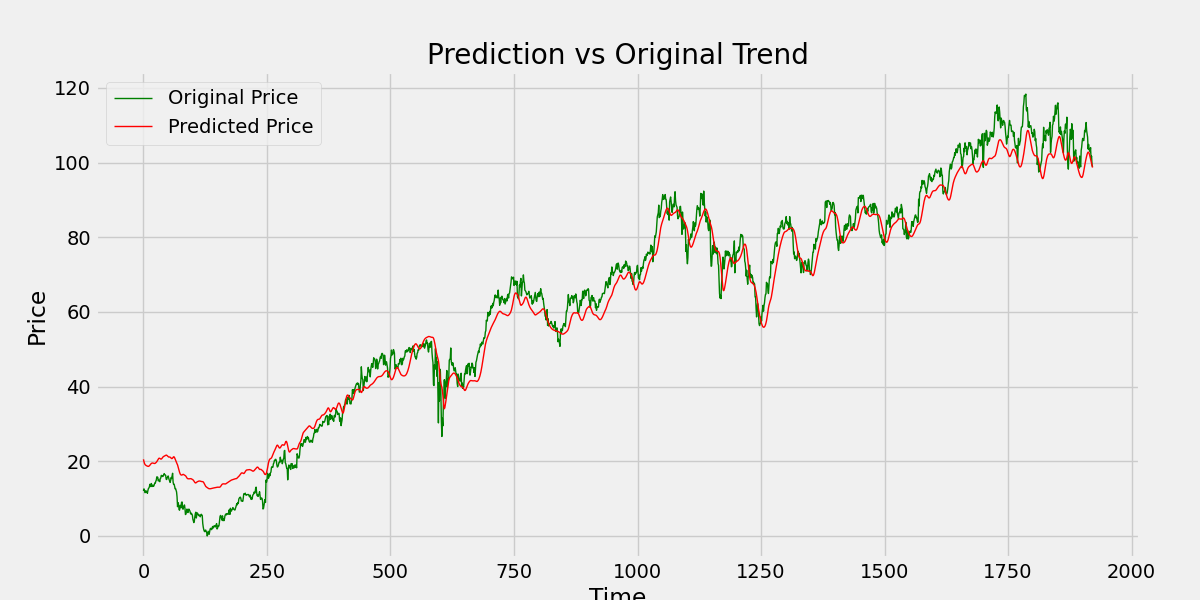 Prediction vs Original Trend
Original Price
Predicted Price
120
100
80
60
40
20
0
Price
0 250 500 750 1000 1250 1500 1750 2000
Time